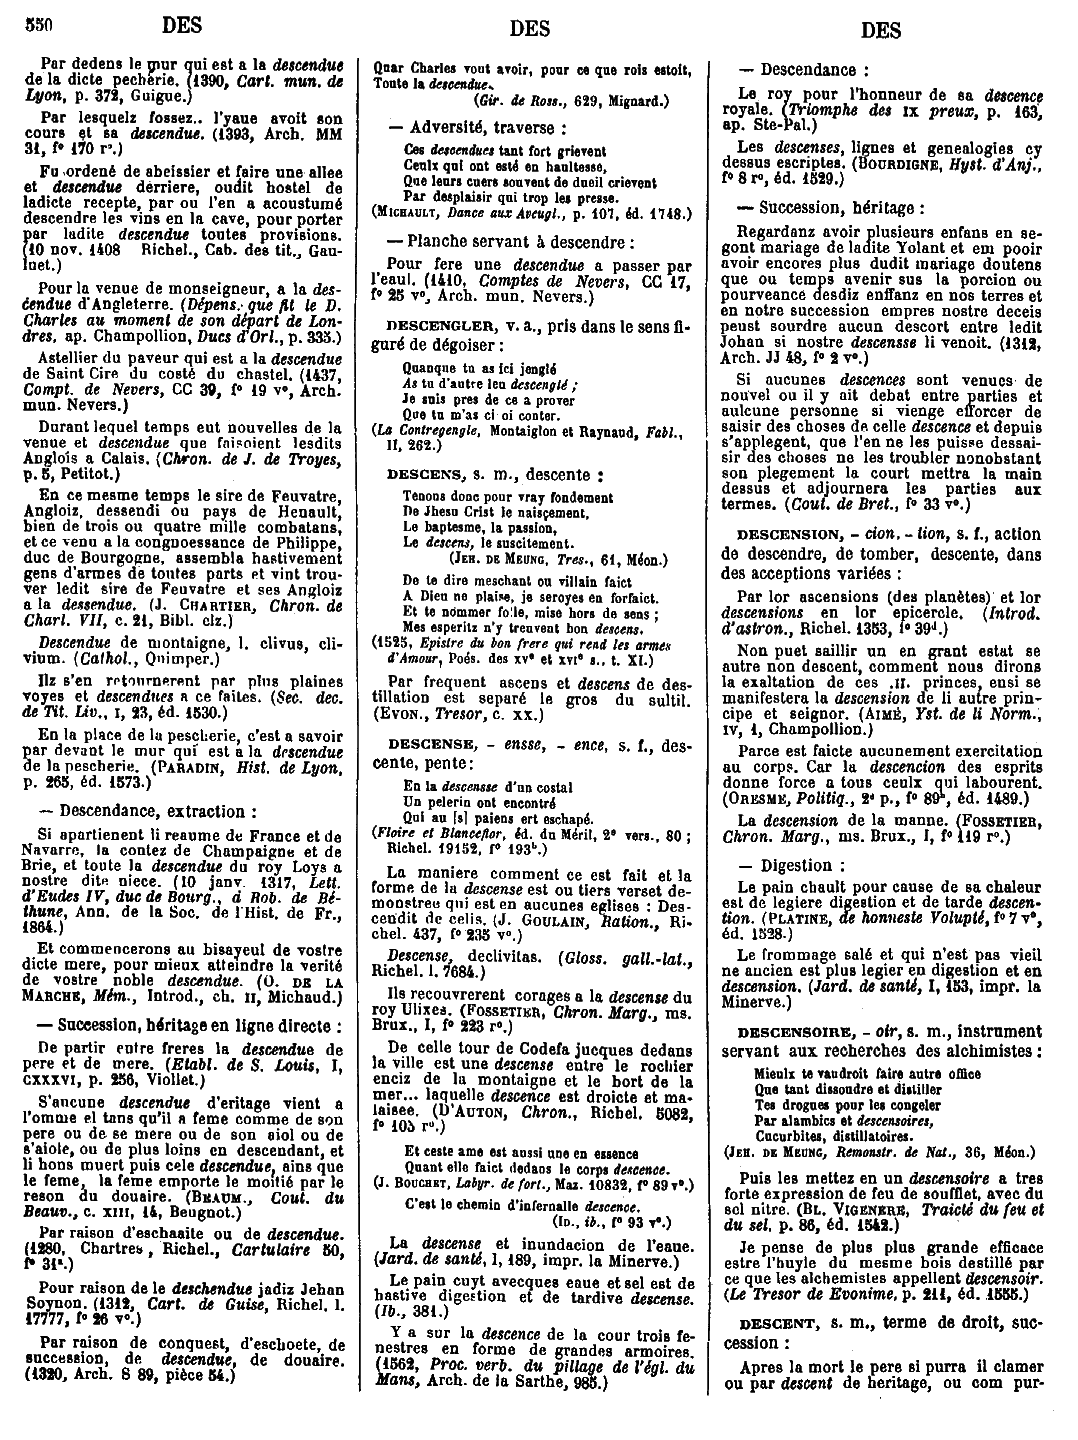 550 DES DES DES
Par dedens le mur qui est a la descendue
de la dicte pecherie. (1390, Cart. mun. de
Lyon, p. 372, Guigue.)
Par lesquelz fossez.. l'yaue avoit son
cours et sa descendue. (1393, Arch. MM
31, f° 170 r°.)
Fu ordené de abeissier et faire une allee
et descendue derriere, oudit hostel de
ladicte recepte, par ou l'en a acoustumé
descendre les vins en la cave, pour porter
par ladite descendue toutes provisions.
(10 nov. 1408 Richel., Cab. des tit., Gau-
luet.)
Pour la venue de monseigneur, a la des-
cendue d'Angleterre. (Dépens. que fit le D.
Charles au moment de son départ de Lon-
dres, ap. Champollion, Ducs d'Orl., p. 335.)
Astellier du paveur qui est a la descendue
de Saint Cire du costé du chastel. (1437,
Compt. de Nevers, CC 39, f° 19 v°, Arch.
mun. Nevers.)
Durant lequel temps eut nouvelles de la
venue et descendue que faisoient lesdits
Anglois a Calais. (Chron. de J. de Troyes,
p. 5, Petitot.)
En ce mesme temps le sire de Feuvatre,
Angloiz, dessendi ou pays de Henault,
bien de trois ou quatre mille combatans,
et ce venu a la congnoessance de Philippe,
duc de Bourgogne, assembla hastivement
gens d'armes de toutes parts et vint trou-
ver ledit sire de Feuvatre et ses Angloiz
a la dessendue. (J. CHARTIER, Chron. de
Charl. VII, c. 21, Bibl. elz.)
Descendue de montaigne, l. clivus, cli-
vium. (Cathol., Quimper.)
Ilz s'en retournerent par plus plaines
voyes et descendues a ce faites. (Sec. dec.
de Tit. Liv., I, 23, éd. 1530.)
En la place de la pescherie, c'est a savoir
par devant le mur qui est a la descendue
de la pescherie. (PARADIN, Hist. de Lyon,
p. 265, éd. 1573.)
— Descendance, extraction :
Si apartienent li reaume de France et de
Navarre, la contez de Champaigne et de
Brie, et toute la descendue du roy Loys a
nostre dite niece. (10 janv. 1317, Lett.
d'Eudes IV, duc de Bourg., à Rob. de Bé-
thune, Ann. de la Soc. de l'Hist. de Fr.,
1864.)
Et commencerons au bisayeul de vostre
dicte mere, pour mieux atteindre la verité
de vostre noble descendue. (O. DE LA
MARCHE, Mém., Introd., ch. II, Michaud.)
— Succession, héritage en ligne directe :
De partir entre freres la descendue de
pere et de mere. (Etabl. de S. Louis, I,
CXXXVI, p. 256, Viollet.)
S'aucune descendue d'eritage vient a
l'omme el tans qu'il a feme comme de son
pere ou de se mere ou de son aiol ou de
s'aiole, ou de plus loins en descendant, et
li hons muert puis cele descendue, ains que
le feme, la feme emporte le moitié par le
reson du douaire. (BEAUM., Cout. du
Beauv., c. XIII, 14, Beugnot.)
Par raison d'eschaaite ou de descendue.
(1280, Chartres, Richel., Cartulaire 50,
f° 31ª.)
Pour raison de le deschendue jadiz Jehan
Soynon. (1312, Cart. de Guise, Richel. l.
17777, f° 26 v°.)
Par raison de conquest, d'eschoete, de
succession, de descendue, de douaire.
(1320, Arch. S 89, pièce 54.)
Quar Charles vout avoir, pour ce que rois estoit,
Toute la descendue.
(Gir. de Ross., 629, Mignard.)
— Adversité, traverse :
Ces descendues tant fort grievent
Ceulx qui ont esté en haultesse,
Que leurs cuers souvent de dueil crievent
Par desplaisir qui trop les presse.
(MICHAULT, Dance aux Aveugl., p. 107, éd. 1748.)
— Planche servant à descendre :
Pour fere une descendue a passer par
l'eaul. (1410, Comptes de Nevers, CC 17,
f° 25 v°, Arch. mun. Nevers.)
DESCENGLER, v. a., pris dans le sens fi-
guré de dégoiser :
Quanque tu as ici jenglé
As tu d'autre leu descenglé ;
Je suis pres de ce a prover
Que tu m'as ci oi conter.
(La Contregengle, Montaiglon et Raynaud, Fabl.,
II, 262.)
DESCENS, s. m., descente :
Tenons donc pour vray fondement
De Jhesu Crist le naisçement,
Le baptesme, la passion,
Le descens, le suscitement.
(JEH. DE MEUNG, Tres., 61, Méon.)
De te dire meschant ou villain faict
A Dieu ne plaise, je seroyes en forfaict.
Et te nommer folle, mise hors de sens ;
Mes esperitz n'y treuvent bon descens.
(1525, Epistre du bon frere qui rend les armes
d'Amour, Poés. des XVᵉ et XVIᵉ s., t. XI.)
Par frequent ascens et descens de des-
tillation est separé le gros du sultil.
(EVON., Tresor, c. XX.)
DESCENSE, - ensse, - ence, s. f., des-
cente, pente :
En la descensse d'un costal
Un pelerin ont encontré
Qui au [s] paiens ert eschapé.
(Floire et Blanceflor, éd. du Méril, 2ᵉ vers., 80 ;
Richel. 19152, f° 193ᵇ.)
La maniere comment ce est fait et la
forme de la descense est ou tiers verset de-
monstree qui est en aucunes eglises : Des-
cendit de celis. (J. GOULAIN, Ration., Ri-
chel. 437, f° 235 v°.)
Descense, declivitas. (Gloss. gall.-lat.,
Richel. l. 7684.)
Ils recouvrerent corages a la descense du
roy Ulixes. (FOSSETIER, Chron. Marg., ms.
Brux., I, f° 223 r°.)
De celle tour de Codefa jucques dedans
la ville est une descense entre le rochier
enciz de la montaigne et le bort de la
mer... laquelle descence est droicte et ma-
laisee. (D'AUTON, Chron., Richel. 5082,
f° 105 r°.)
Et ceste ame est aussi une en essence
Quant elle faict dedans le corps descence.
(J. BOUCHET, Labyr. de fort., Maz. 10832, f° 89 v°.)
C'est le chemin d'infernalle descence.
(ID., ib., f° 93 v°.)
La descense et inundacion de l'eaue.
(Jard. de santé, I, 189, impr. la Minerve.)
Le pain cuyt avecques eaue et sel est de
hastive digestion et de tardive descense.
(Ib., 381.)
Y a sur la descence de la cour trois fe-
nestres en forme de grandes armoires.
(1562, Proc. verb. du pillage de l'égl. du
Mans, Arch. de la Sarthe, 985.)
— Descendance :
Le roy pour l'honneur de sa descence
royale. (Triomphe des IX preux, p. 163,
ap. Ste-Pal.)
Les descenses, lignes et genealogies cy
dessus escriptes. (BOURDIGNE, Hyst. d'Anj.,
f° 8 r°, éd. 1529.)
— Succession, héritage :
Regardanz avoir plusieurs enfans en se-
gont mariage de ladite Yolant et em pooir
avoir encores plus dudit mariage doutens
que ou temps avenir sus la porcion ou
pourveance desdiz enffanz en nos terres et
en notre succession empres nostre deceis
peust sourdre aucun descort entre ledit
Johan si nostre descensse li venoit. (1312,
Arch. JJ 48, f° 2 v°.)
Si aucunes descences sont venues de
nouvel ou il y ait debat entre parties et
aulcune personne si vienge efforcer de
saisir des choses de celle descence et depuis
s'applegent, que l'en ne les puisse dessai-
sir des choses ne les troubler nonobstant
son plegement la court mettra la main
dessus et adjournera les parties aux
termes. (Cout. de Bret., f° 33 v°.)
DESCENSION, - cion, - tion, s. f., action
de descendre, de tomber, descente, dans
des acceptions variées :
Par lor ascensions (des planètes) et lor
descensions en lor epicercle. (Introd.
d'astron., Richel. 1353, f° 39ᵈ.)
Non puet saillir un en grant estat se
autre non descent, comment nous dirons
la exaltation de ces .II. princes, ensi se
manifestera la descension de li autre prin-
cipe et seignor. (AIMÉ, Yst. de li Norm.,
IV, 1, Champollion.)
Parce est faicte aucunement exercitation
au corps. Car la descencion des esprits
donne force a tous ceulx qui labourent.
(ORESME, Politiq., 2ᵈ p., f° 89ᵇ, éd. 1489.)
La descension de la manne. (FOSSETIER,
Chron. Marg., ms. Brux., I, f° 119 r°.)
— Digestion :
Le pain chault pour cause de sa chaleur
est de legiere digestion et de tarde descen-
tion. (PLATINE, de honneste Volupté, f° 7 v°,
éd. 1528.)
Le frommage salé et qui n'est pas vieil
ne ancien est plus legier en digestion et en
descension. (Jard. de santé, I, 153, impr. la
Minerve.)
DESCENSOIRE, - oir, s. m., instrument
servant aux recherches des alchimistes :
Mieulx te vaudroit faire autre office
Que tant dissoudre et distiller
Tes drogues pour les congeler
Par alambics et descensoires,
Cucurbites, distillatoires.
(JEH. DE MEUNG, Remonstr. de Nat., 36, Méon.)
Puis les mettez en un descensoire a tres
forte expression de feu de soufflet, avec du
sel nitre. (BL. VIGENERE, Traicté du feu et
du sel, p. 86, éd. 1542.)
Je pense de plus plus grande efficace
estre l'huyle du mesme bois destillé par
ce que les alchemistes appellent descensoir.
(Le Tresor de Evonime, p. 211, éd. 1555.)
DESCENT, s. m., terme de droit, suc-
cession :
Apres la mort le pere si purra il clamer
ou par descent de heritage, ou com pur-